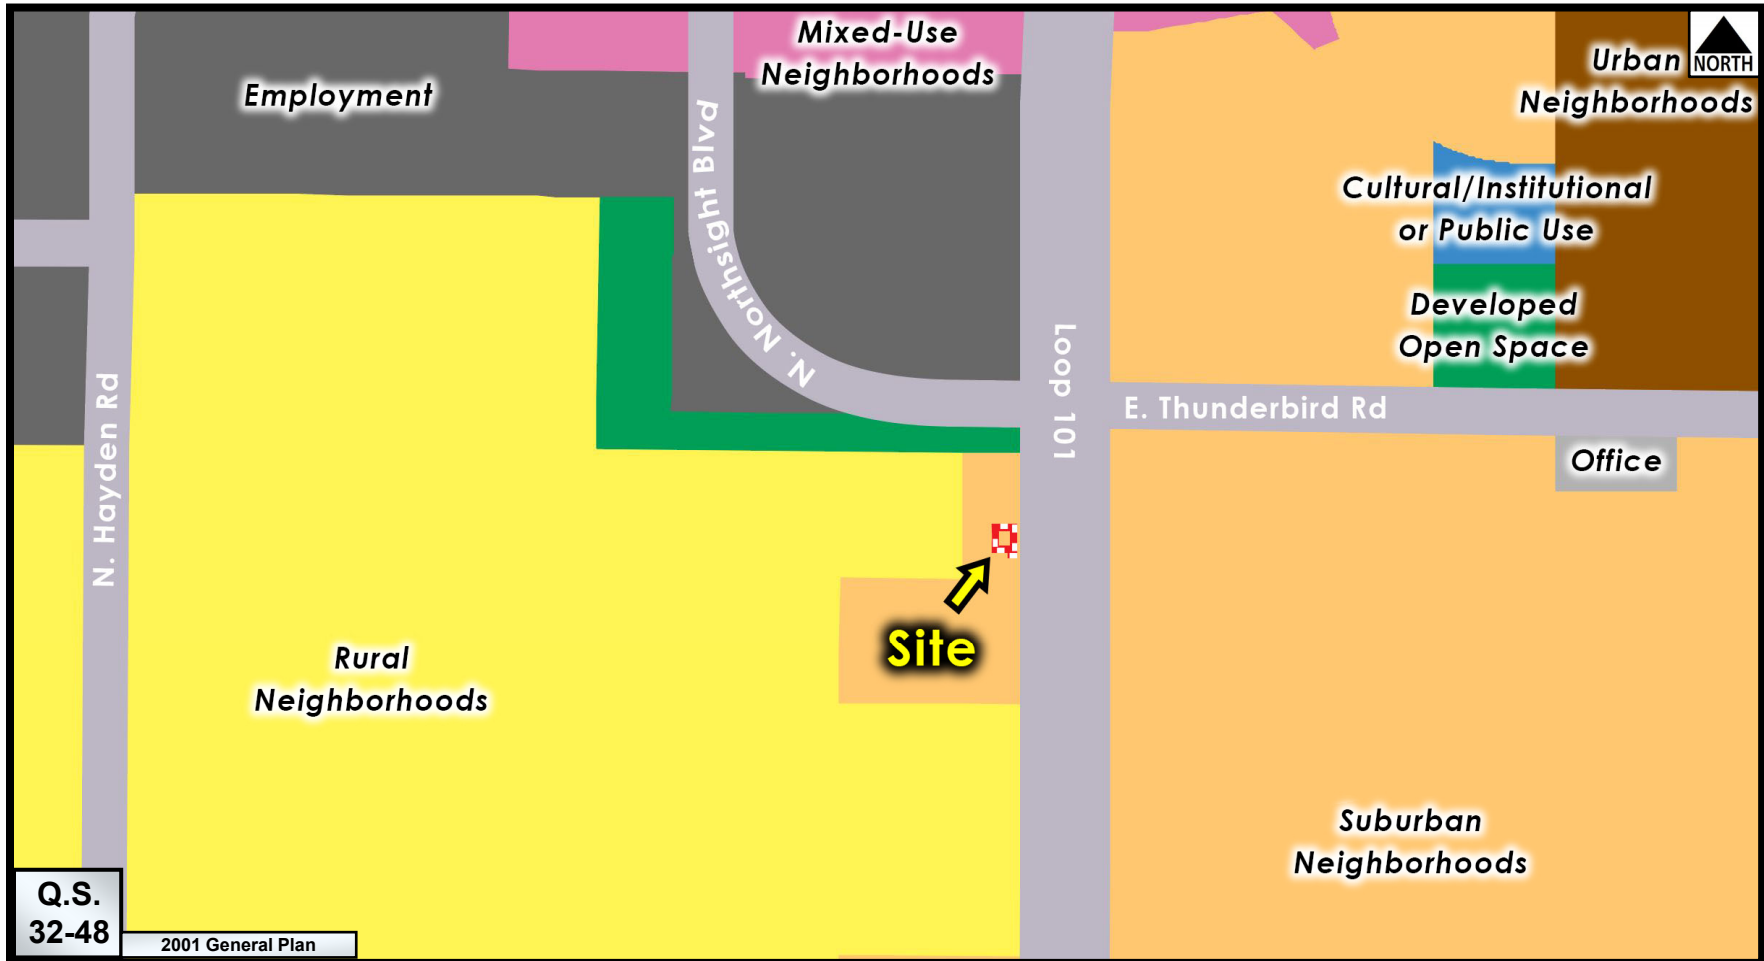 Mixed-Use
Neighborhoods
Urban
Neighborhoods
NORTH
Employment
N. Northsight Blvd
Cultural/Institutional
or Public Use
Developed
Open Space
Loop 101
E. Thunderbird Rd
N. Hayden Rd
Office
Site
Rural
Neighborhoods
Suburban
Neighborhoods
Q.S.
32-48
2001 General Plan